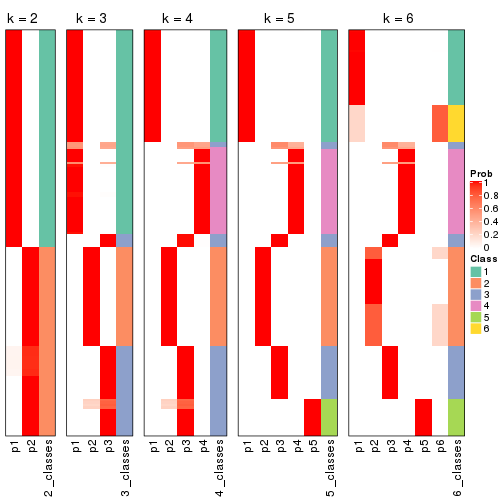 k = 2
k = 3
k = 4
k = 5
k = 6
Prob
1
0.8
0.6
0.4
0.2
0
Class
1
2
3
4
5
6
p1
p2
2_classes
p1
p2
p3
3_classes
p1
p2
p3
p4
4_classes
p1
p2
p3
p4
p5
5_classes
p1
p2
p3
p4
p5
p6
6_classes